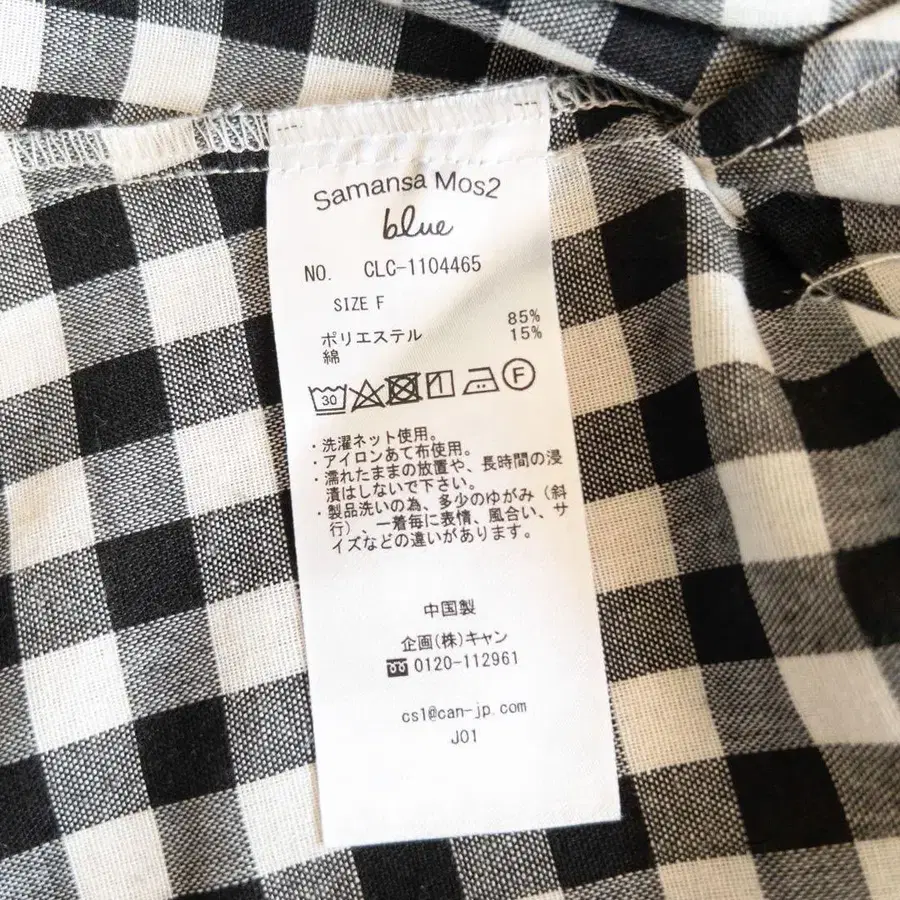 Samansa Mos2
blue
NO. CLC-1104465
SIZE F
ポリエステル 85%
綿 15%
30 F
・洗濯ネット使用。
・アイロンあて布使用。
・濡れたままの放置や、長時間の浸
漬はしないで下さい。
・製品洗いの為、多少のゆがみ（斜
行）、一着毎に表情、風合い、サ
イズなどの違いがあります。
中国製
企画(株)キャン
0120-112961
cs1@can-jp.com
J01